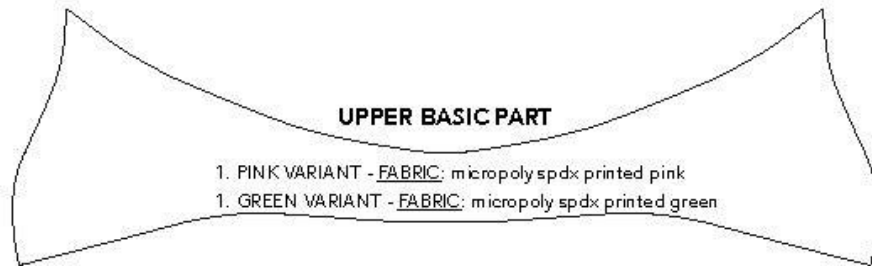 UPPER BASIC PART
1. PINK VARIANT - FABRIC: micropoly spdx printed pink
1. GREEN VARIANT - FABRIC: micropoly spdx printed green